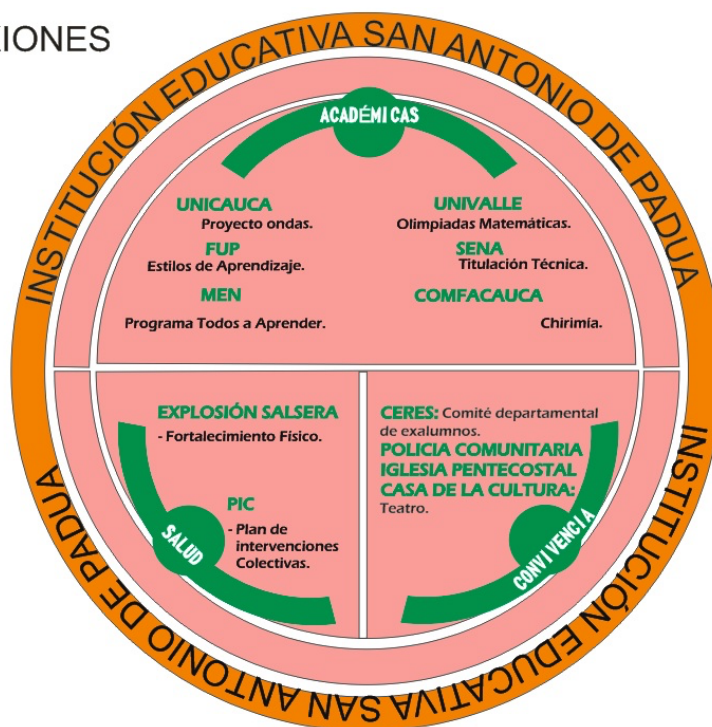 XIONES
INSTITUCIÓN EDUCATIVA SAN ANTONIO DE PADUA
ACADÉMICAS
UNICAUCA
Proyecto ondas.
FUP
Estilos de Aprendizaje.
MEN
Programa Todos a Aprender.
UNIVALLE
Olimpiadas Matemáticas.
SENA
Titulación Técnica.
COMFACAUCA
Chirimía.
EXPLOSIÓN SALSERA
- Fortalecimiento Físico.
PIC
- Plan de
intervenciones
Colectivas.
SALUD
CERES: Comité departamental
de exalumnos.
POLICIA COMUNITARIA
IGLESIA PENTECOSTAL
CASA DE LA CULTURA:
Teatro.
CONVIVENCIA
INSTITUCIÓN EDUCATIVA SAN ANTONIO DE PADUA